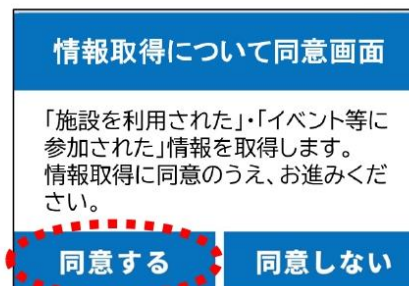 情報取得について同意画面
「施設を利用された」・「イベント等に
参加された」情報を取得します。
情報取得に同意のうえ、お進みくだ
さい。
同意する
同意しない